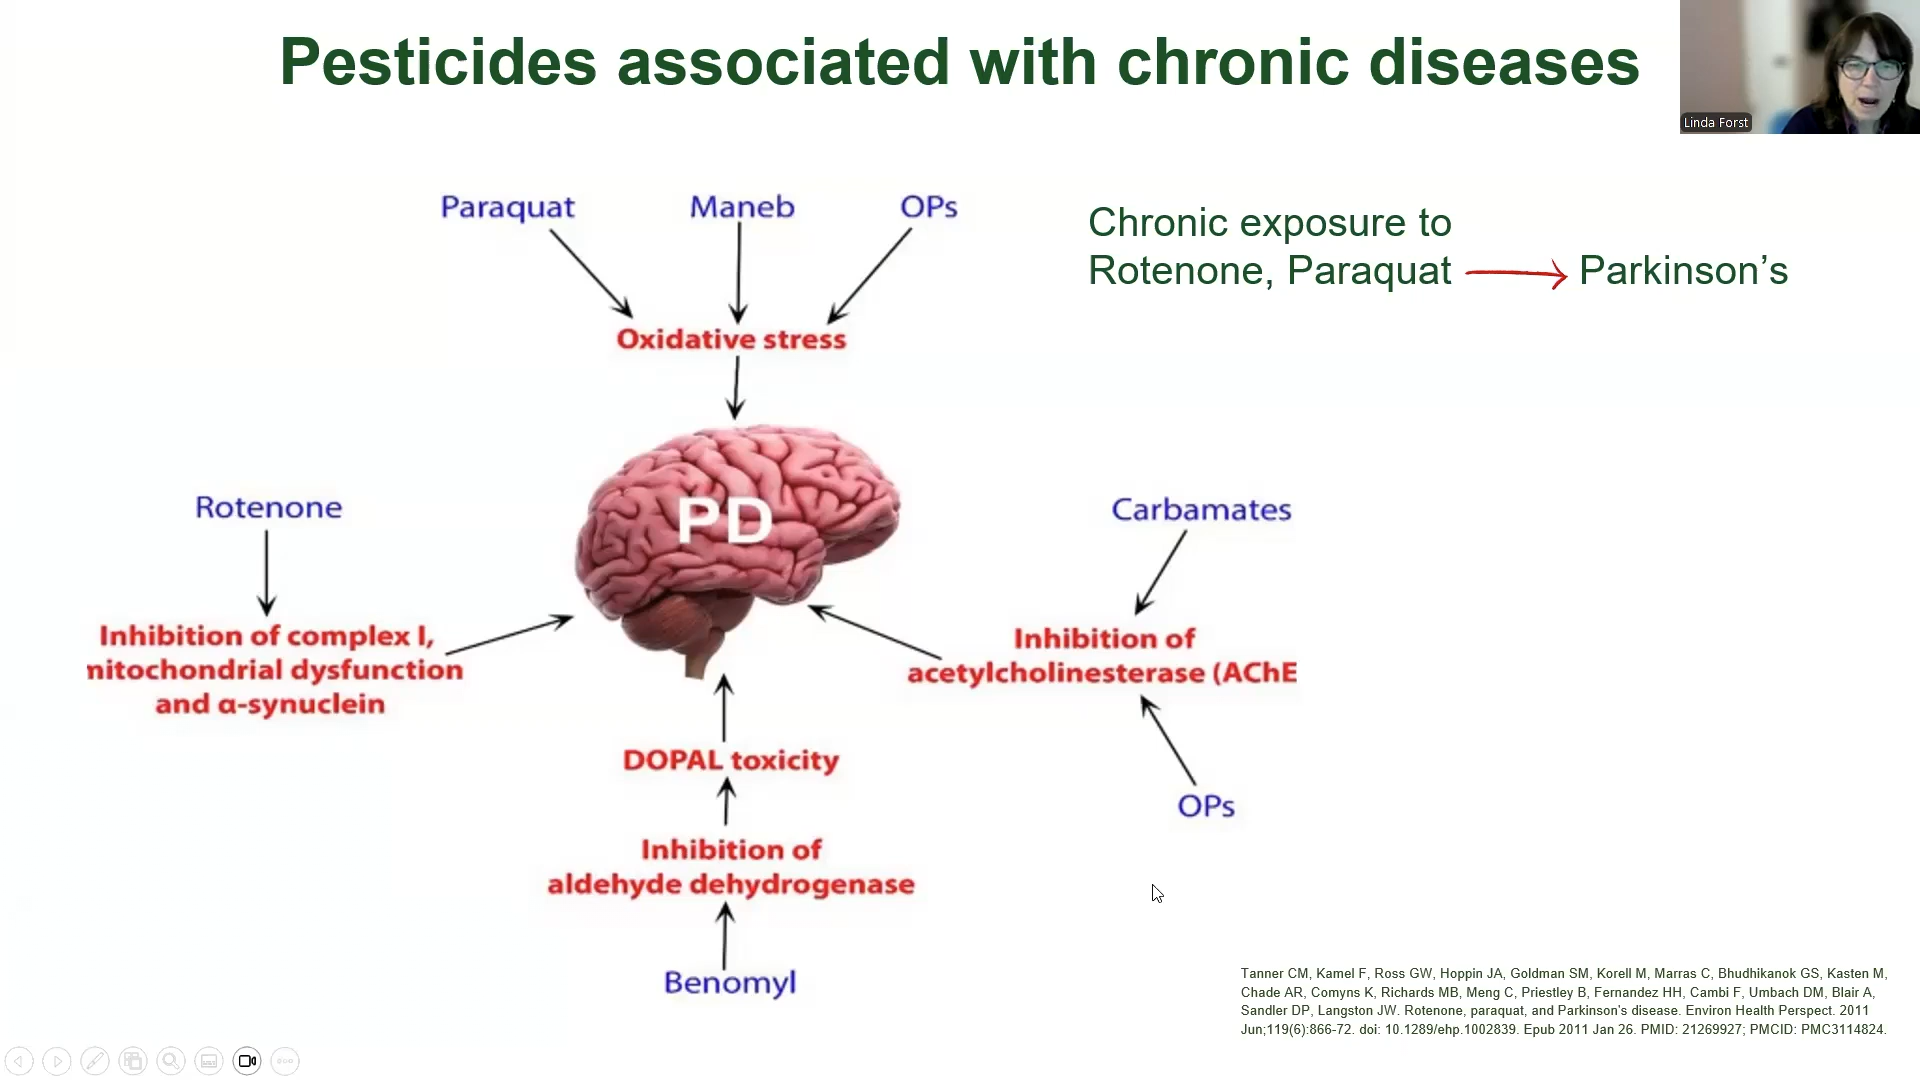 Pesticides associated with chronic diseases
Linda Forst
Paraquat
Maneb
OPs
Oxidative stress
Chronic exposure to
Rotenone, Paraquat
Parkinson’s
PD
Rotenone
Inhibition of complex I,
mitochondrial dysfunction
and α-synuclein
Carbamates
Inhibition of
acetylcholinesterase (AChE
OPs
DOPAL toxicity
Inhibition of
aldehyde dehydrogenase
Benomyl
Tanner CM, Kamel F, Ross GW, Hoppin JA, Goldman SM, Korell M, Marras C, Bhudhikanok GS, Kasten M,
Chade AR, Comyns K, Richards MB, Meng C, Priestley B, Fernandez HH, Cambi F, Umbach DM, Blair A,
Sandler DP, Langston JW. Rotenone, paraquat, and Parkinson's disease. Environ Health Perspect. 2011
Jun;119(6):866-72. doi: 10.1289/ehp.1002839. Epub 2011 Jan 26. PMID: 21269927; PMCID: PMC3114824.